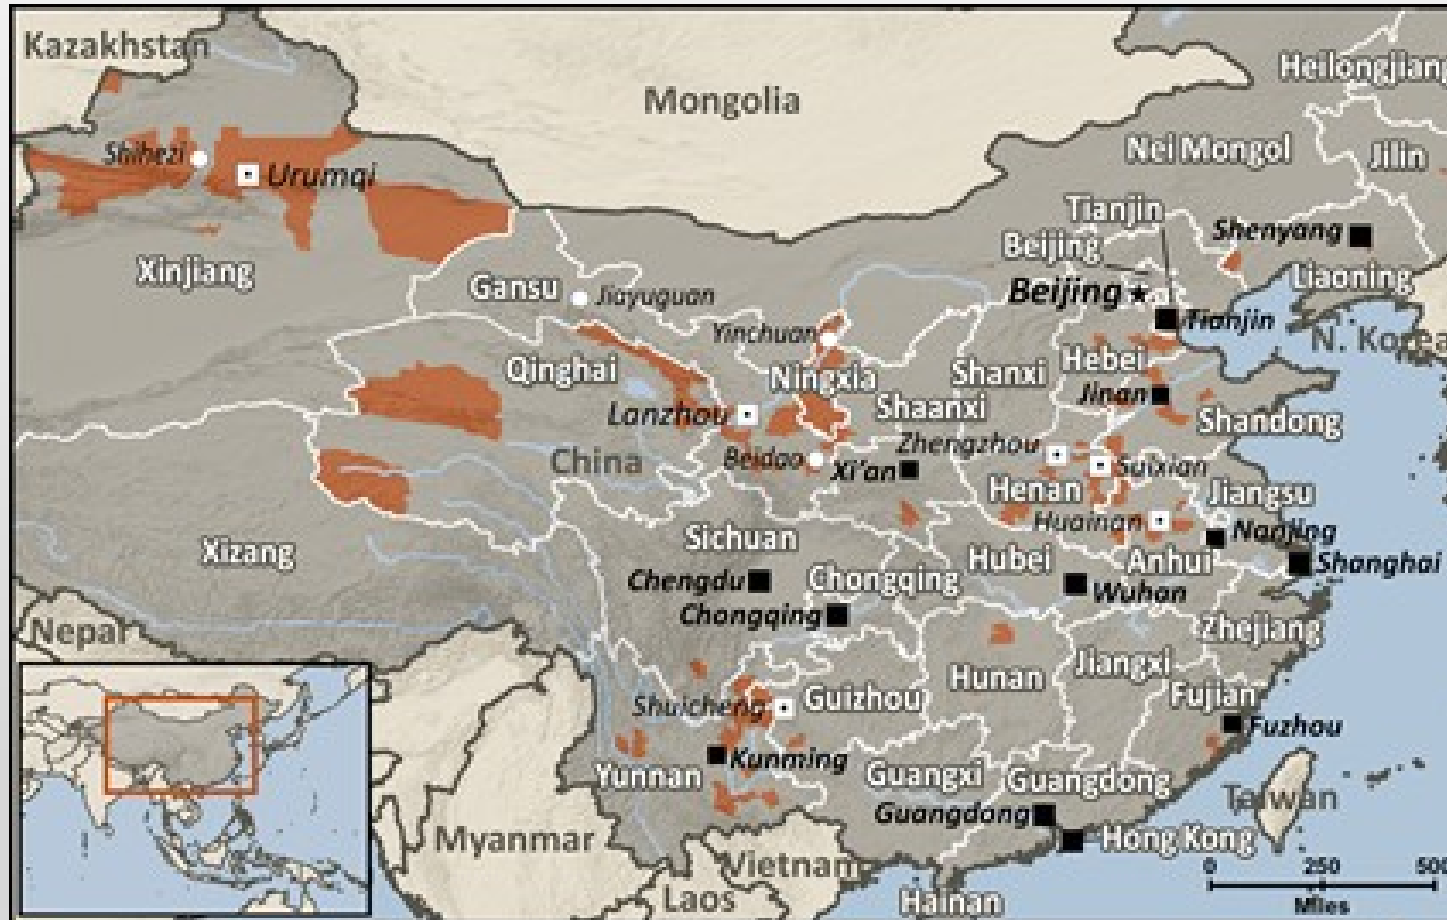 Kazakhstan
Mongolia
Heilongjiang
Nei Mongol
Jilin
Shihezi
Urumqi
Tianjin
Beijing
Shenyang
Xinjiang
Gansu
Jiayuguan
Beijing
Liaoning
Tianjin
Yinchuan
N. Korea
Qinghai
Ningxia
Shanxi
Hebei
Lanzhou
Shaanxi
Jinan
Shandong
Zhengzhou
China
Beidao
Xi'an
Suixian
Henan
Jiangsu
Huainan
Nanjing
Xizang
Sichuan
Hubei
Anhui
Shanghai
Chengdu
Chongqing
Wuhan
Chongqing
Nepal
Zhejiang
Jiangxi
Hunan
Fujian
Shuicheng
Guizhou
Fuzhou
Yunnan
Kunming
Guangxi
Guangdong
Taiwan
Guangdong
Myanmar
Hong Kong
Vietnam
Laos
Hainan
0 250 500
Miles